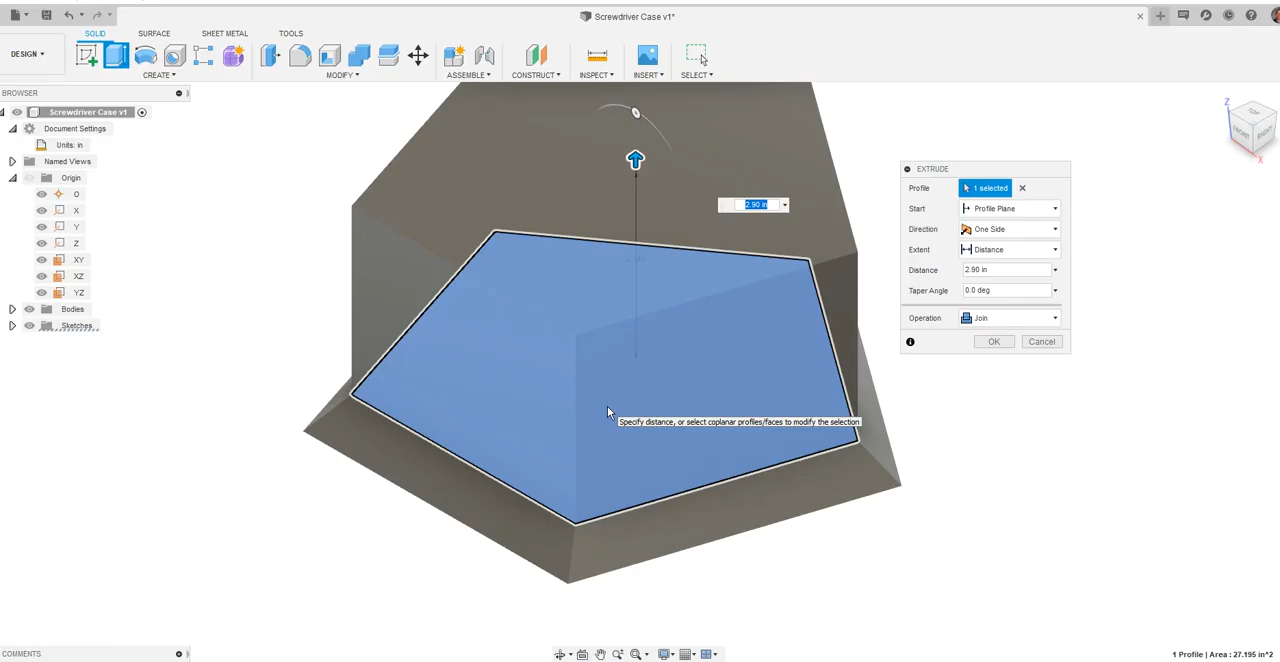 Screwdriver Case v1*
DESIGN
SOLID SURFACE SHEET METAL TOOLS
CREATE MODIFY ASSEMBLE CONSTRUCT INSPECT INSERT SELECT
BROWSER
Screwdriver Case v1
Document Settings
Units: in
Named Views
Origin
O
X
Y
Z
XY
XZ
YZ
Bodies
Sketches
2.90 in
Specify distance, or select coplanar profiles/faces to modify the selection
Z
TOP
FRONT RIGHT
X
EXTRUDE
Profile 1 selected
Start Profile Plane
Direction One Side
Extent Distance
Distance 2.90 in
Taper Angle 0.0 deg
Operation Join
OK Cancel
COMMENTS
1 Profile | Area : 27.195 in^2